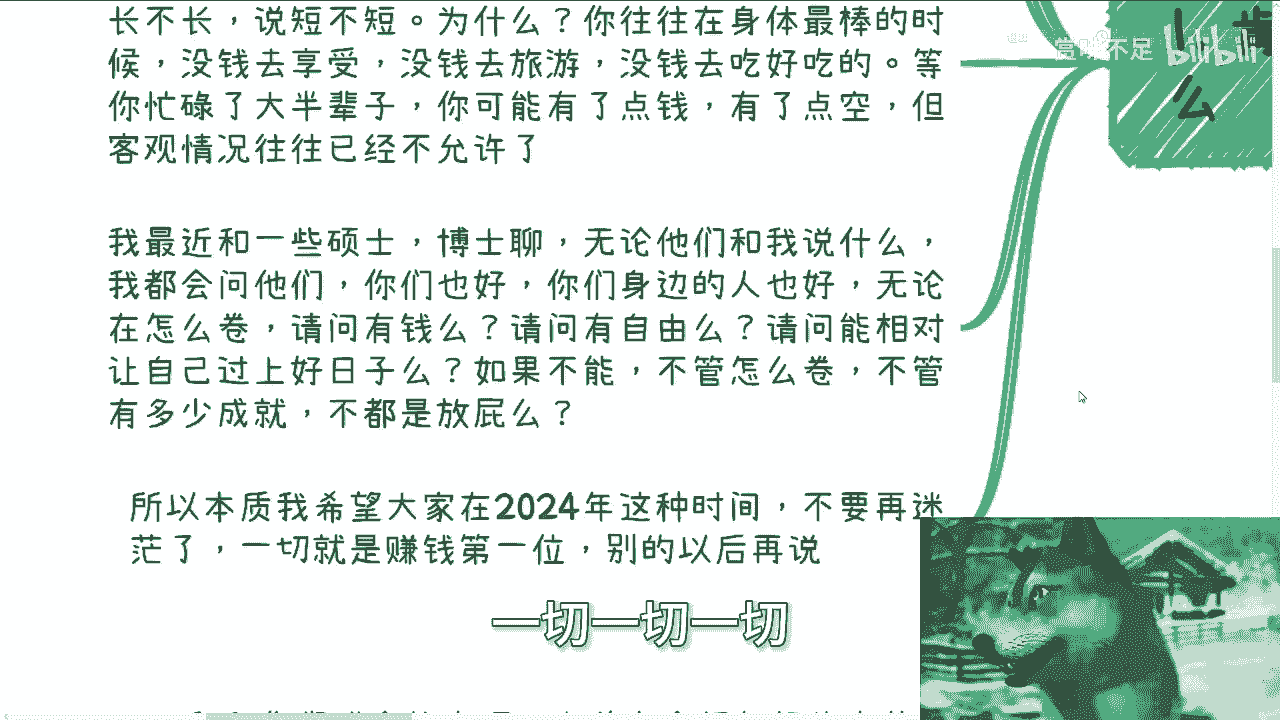 长不长，说短不短。为什么？你往往在身体最棒的时
候，没钱去享受，没钱去旅游，没钱去吃好吃的。等
你忙碌了大半辈子，你可能有了点钱，有了点空，但
客观情况往往已经不允许了
我最近和一些硕士，博士聊，无论他们和我说什么，
我都会问他们，你们也好，你们身边的人也好，无论
在怎么卷，请问有钱么？请问有自由么？请问能相对
让自己过上好日子么？如果不能，不管怎么卷，不管
有多少成就，不都是放屁么？
所以本质我希望大家在2024年这种时间，不要再迷
茫了，一切就是赚钱第一位，别的以后再说
一切一切一切
不足 bilibili
么